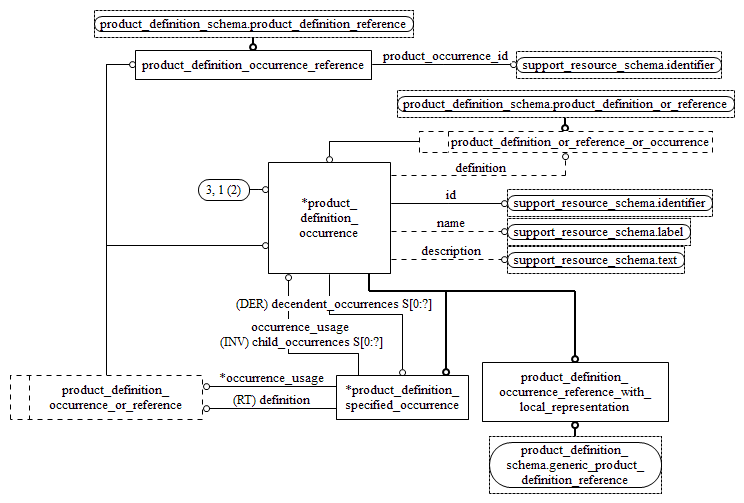 product_definition_schema.product_definition_reference
product_definition_occurrence_reference
product_occurrence_id
support_resource_schema.identifier
product_definition_schema.product_definition_or_reference
product_definition_or_reference_or_occurrence
definition
3, 1 (2)
*product_
definition_
occurrence
id
support_resource_schema.identifier
name
support_resource_schema.label
description
support_resource_schema.text
(DER) decendent_occurrences S[0:?]
occurrence_usage
(INV) child_occurrences S[0:?]
product_definition_
occurrence_or_reference
*occurrence_usage
(RT) definition
*product_definition_
specified_occurrence
product_definition_
occurrence_reference_with_
local_representation
product_definition_
schema.generic_product_
definition_reference